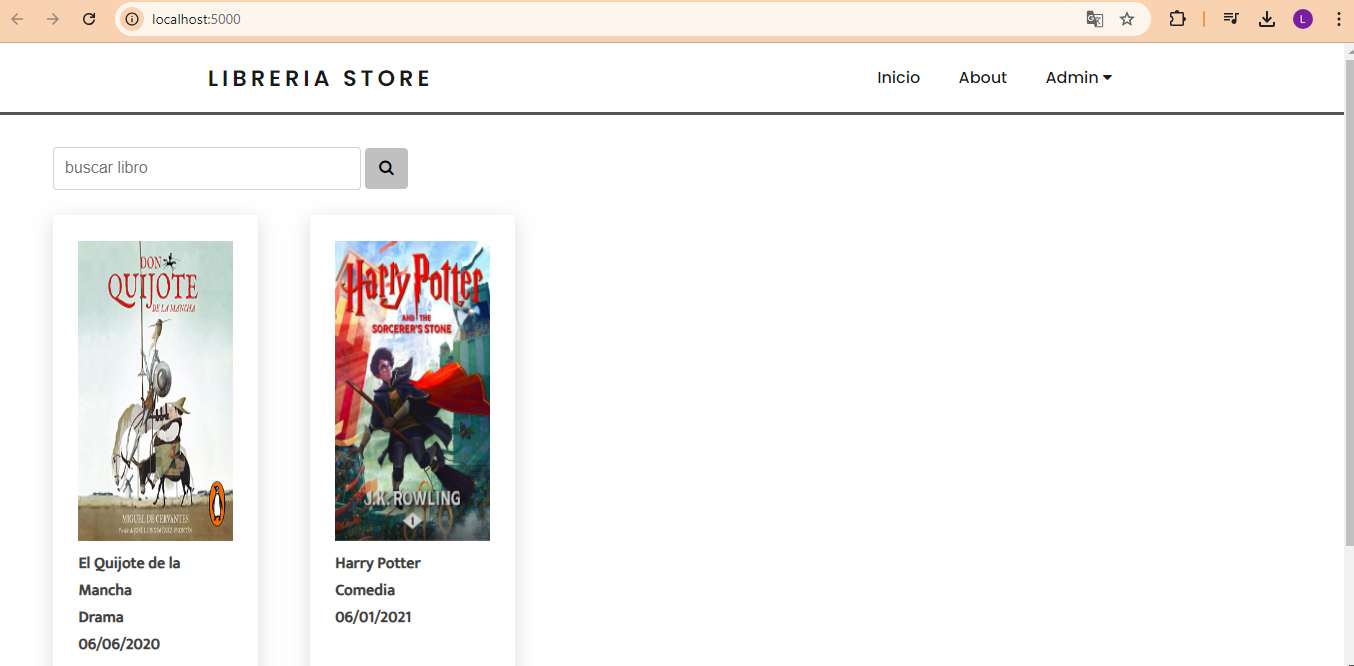 localhost:5000
L
LIBRERIA STORE
Inicio
About
Admin
buscar libro
DON
QUIJOTE
DE LA MANCHA
MIGUEL DE CERVANTES
Harry Potter
AND THE
SORCERER'S STONE
J.K. ROWLING
1
El Quijote de la
Mancha
Drama
06/06/2020
Harry Potter
Comedia
06/01/2021